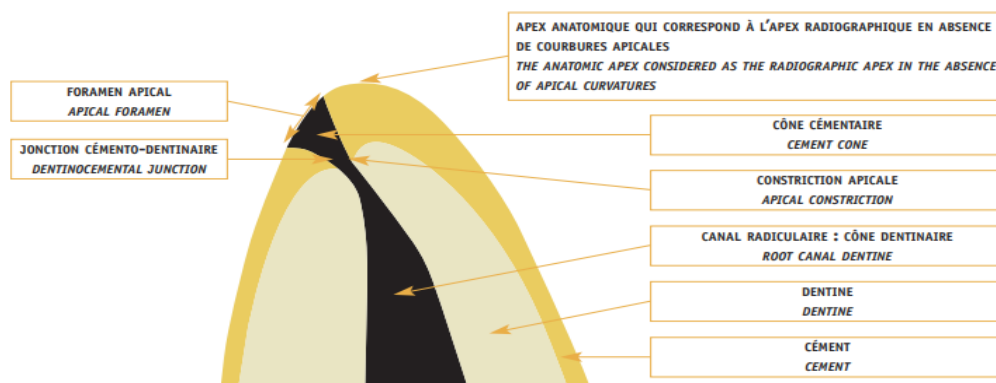 APEX ANATOMIQUE QUI CORRESPOND À L'APEX RADIOGRAPHIQUE EN ABSENCE
DE COURBURES APICALES
THE ANATOMIC APEX CONSIDERED AS THE RADIOGRAPHIC APEX IN THE ABSENCE
OF APICAL CURVATURES
FORAMEN APICAL
APICAL FORAMEN
JONCTION CÉMENTO-DENTINAIRE
DENTINOCEMENTAL JUNCTION
CÔNE CÉMENTAIRE
CEMENT CONE
CONSTRICTION APICALE
APICAL CONSTRICTION
CANAL RADICULAIRE : CÔNE DENTINAIRE
ROOT CANAL DENTINE
DENTINE
DENTINE
CÉMENT
CEMENT